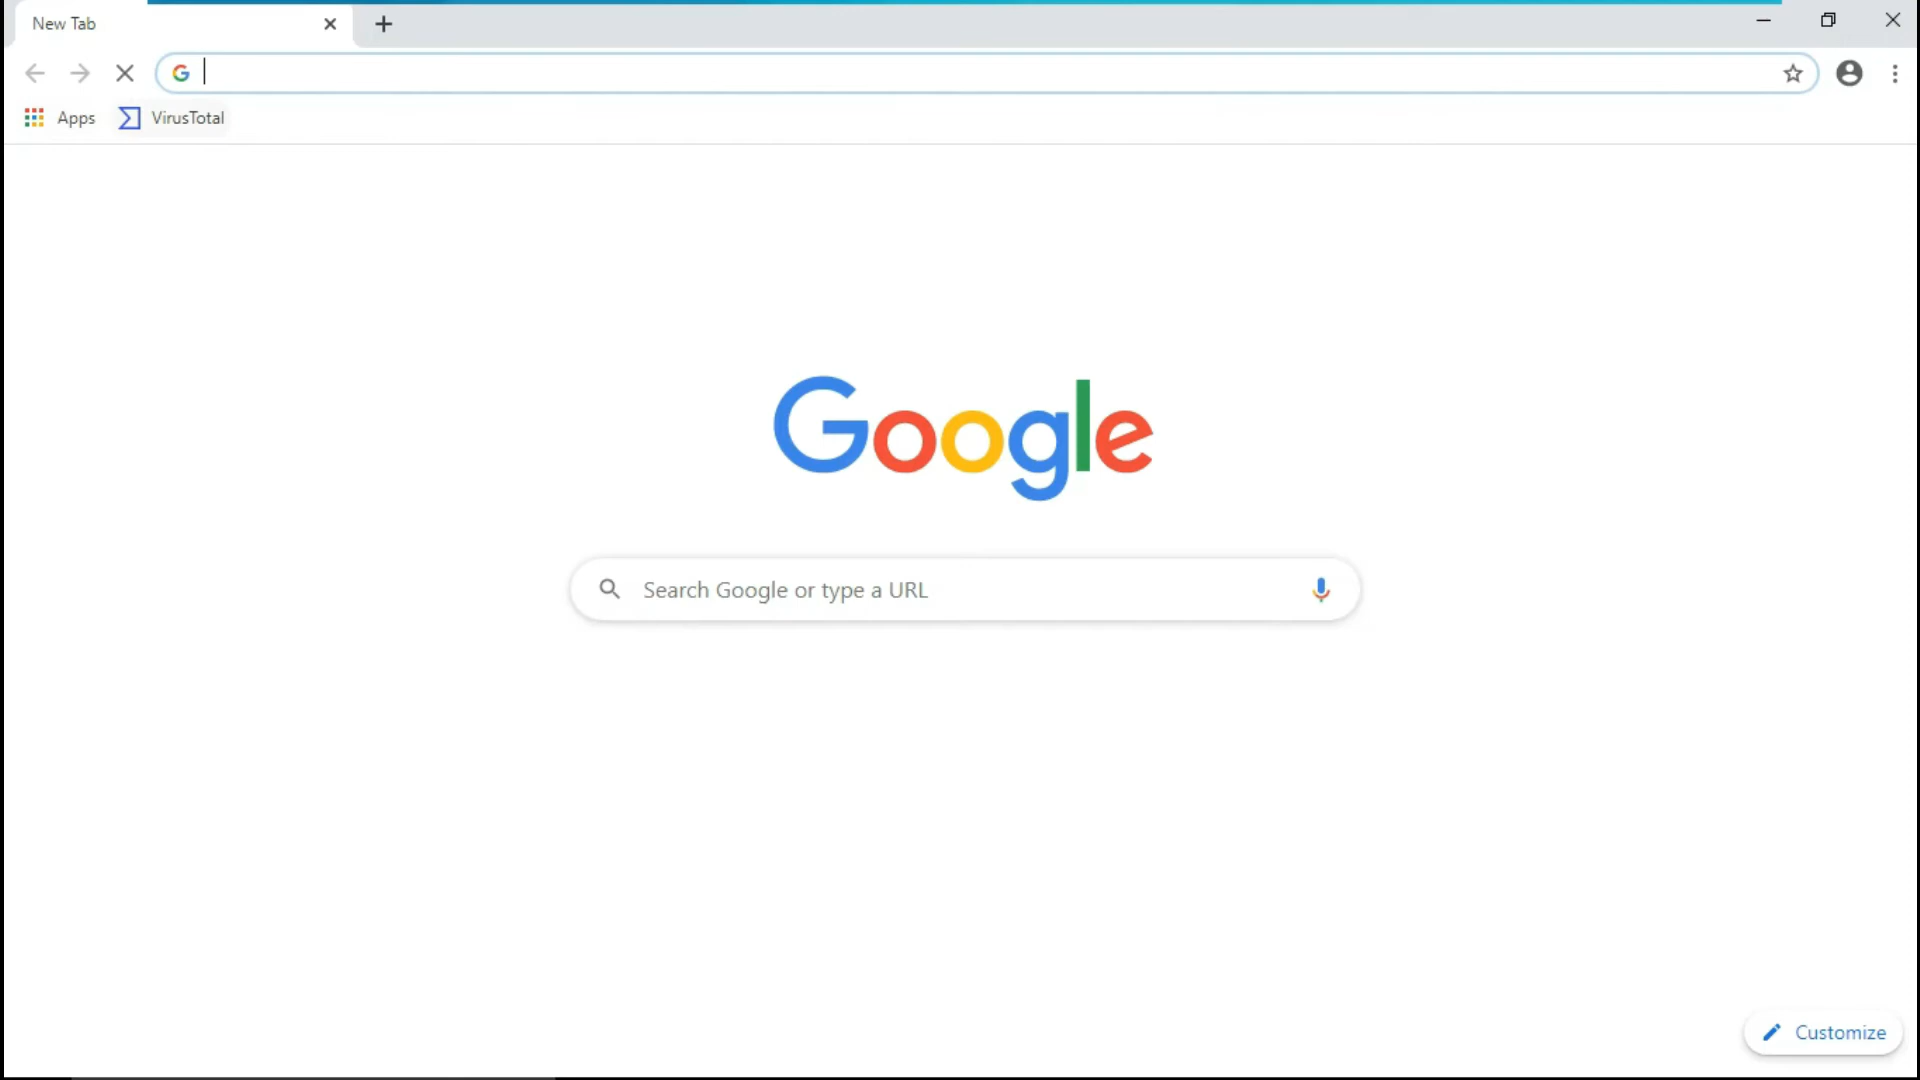 New Tab
Apps
VirusTotal
Google
Search Google or type a URL
Customize